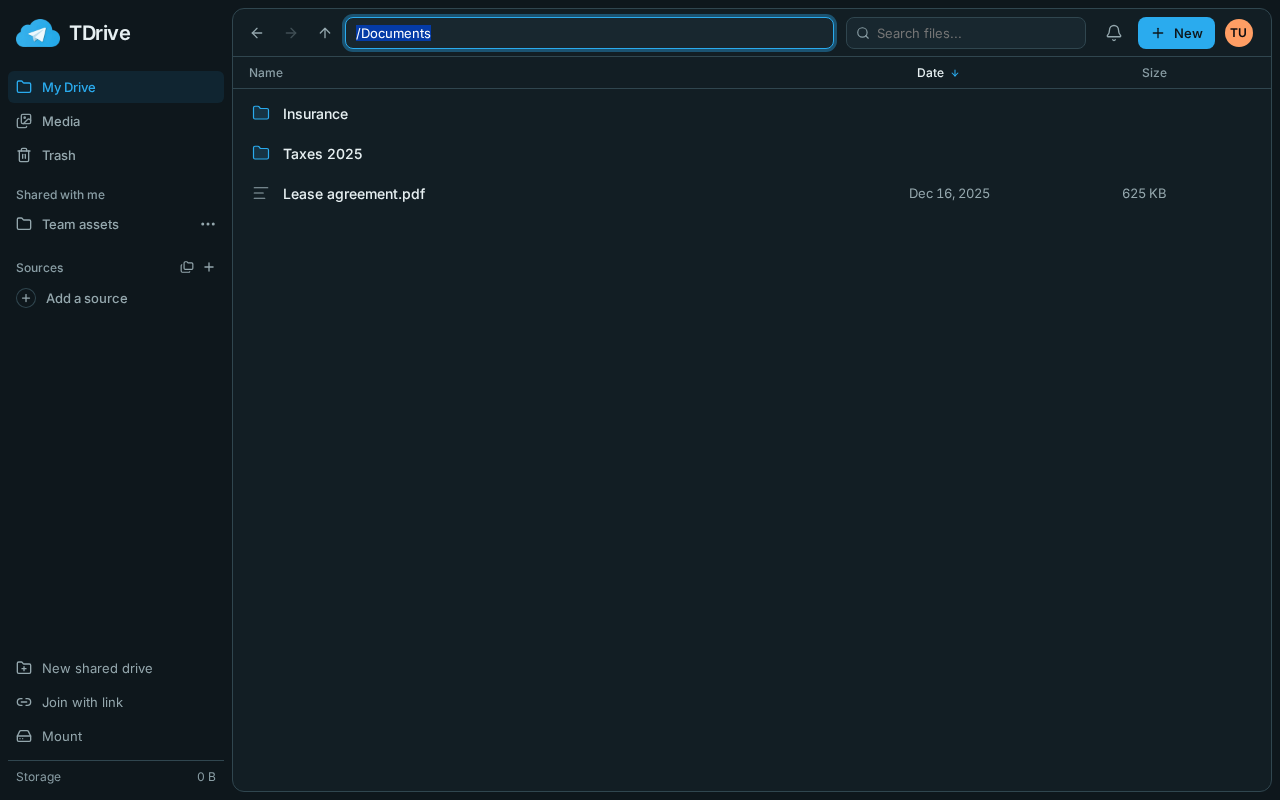 TDrive
/Documents
Search files...
New
TU
My Drive
Media
Trash
Shared with me
Team assets
Sources
Add a source
New shared drive
Join with link
Mount
Storage 0 B
Name Date Size
Insurance
Taxes 2025
Lease agreement.pdf Dec 16, 2025 625 KB